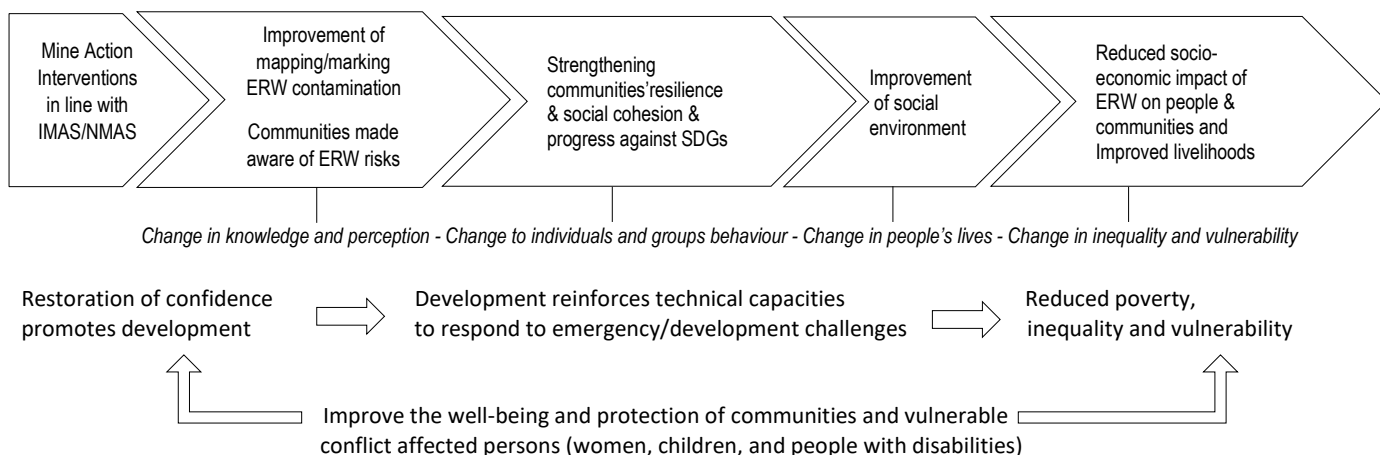 Mine Action
Interventions
in line with
IMAS/NMAS
Improvement of
mapping/marking
ERW contamination
Communities made
aware of ERW risks
Strengthening
communities'resilience
& social cohesion &
progress against SDGs
Improvement
of social
environment
Reduced socio-
economic impact of
ERW on people &
communities and
Improved livelihoods
Change in knowledge and perception - Change to individuals and groups behaviour - Change in people's lives - Change in inequality and vulnerability
Restoration of confidence
promotes development
Development reinforces technical capacities
to respond to emergency/development challenges
Reduced poverty,
inequality and vulnerability
Improve the well-being and protection of communities and vulnerable
conflict affected persons (women, children, and people with disabilities)